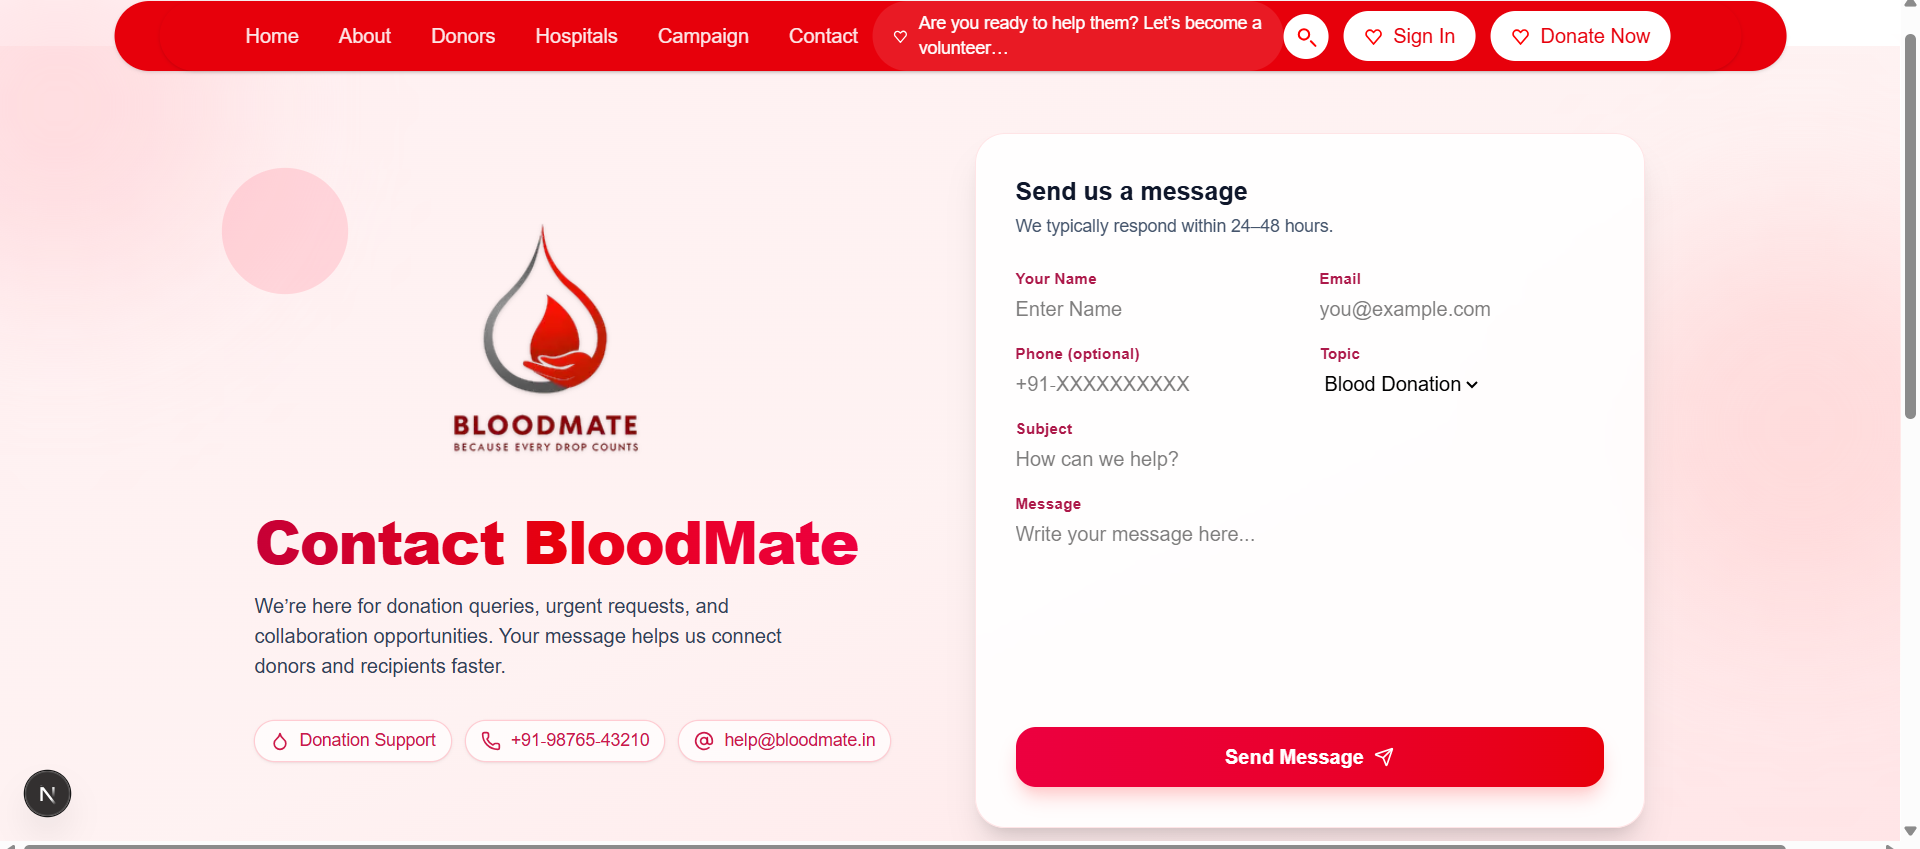 Home About Donors Hospitals Campaign Contact
Are you ready to help them? Let’s become a
volunteer…
Sign In
Donate Now
BLOODMATE
BECAUSE EVERY DROP COUNTS
Contact BloodMate
We’re here for donation queries, urgent requests, and
collaboration opportunities. Your message helps us connect
donors and recipients faster.
Donation Support
+91-98765-43210
help@bloodmate.in
Send us a message
We typically respond within 24–48 hours.
Your Name
Enter Name
Email
you@example.com
Phone (optional)
+91-XXXXXXXXXX
Topic
Blood Donation
Subject
How can we help?
Message
Write your message here...
Send Message
N